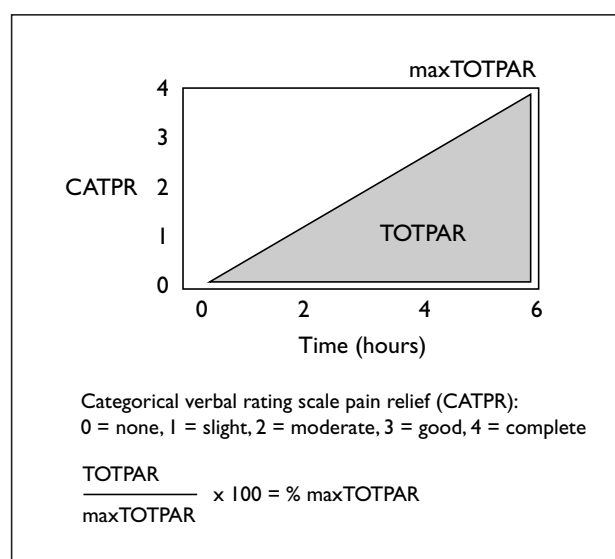 maxTOTPAR
4
3
CATPR 2
1
TOTPAR
0
0 2 4 6
Time (hours)
Categorical verbal rating scale pain relief (CATPR):
0 = none, 1 = slight, 2 = moderate, 3 = good, 4 = complete
TOTPAR
maxTOTPAR
x 100 = % maxTOTPAR